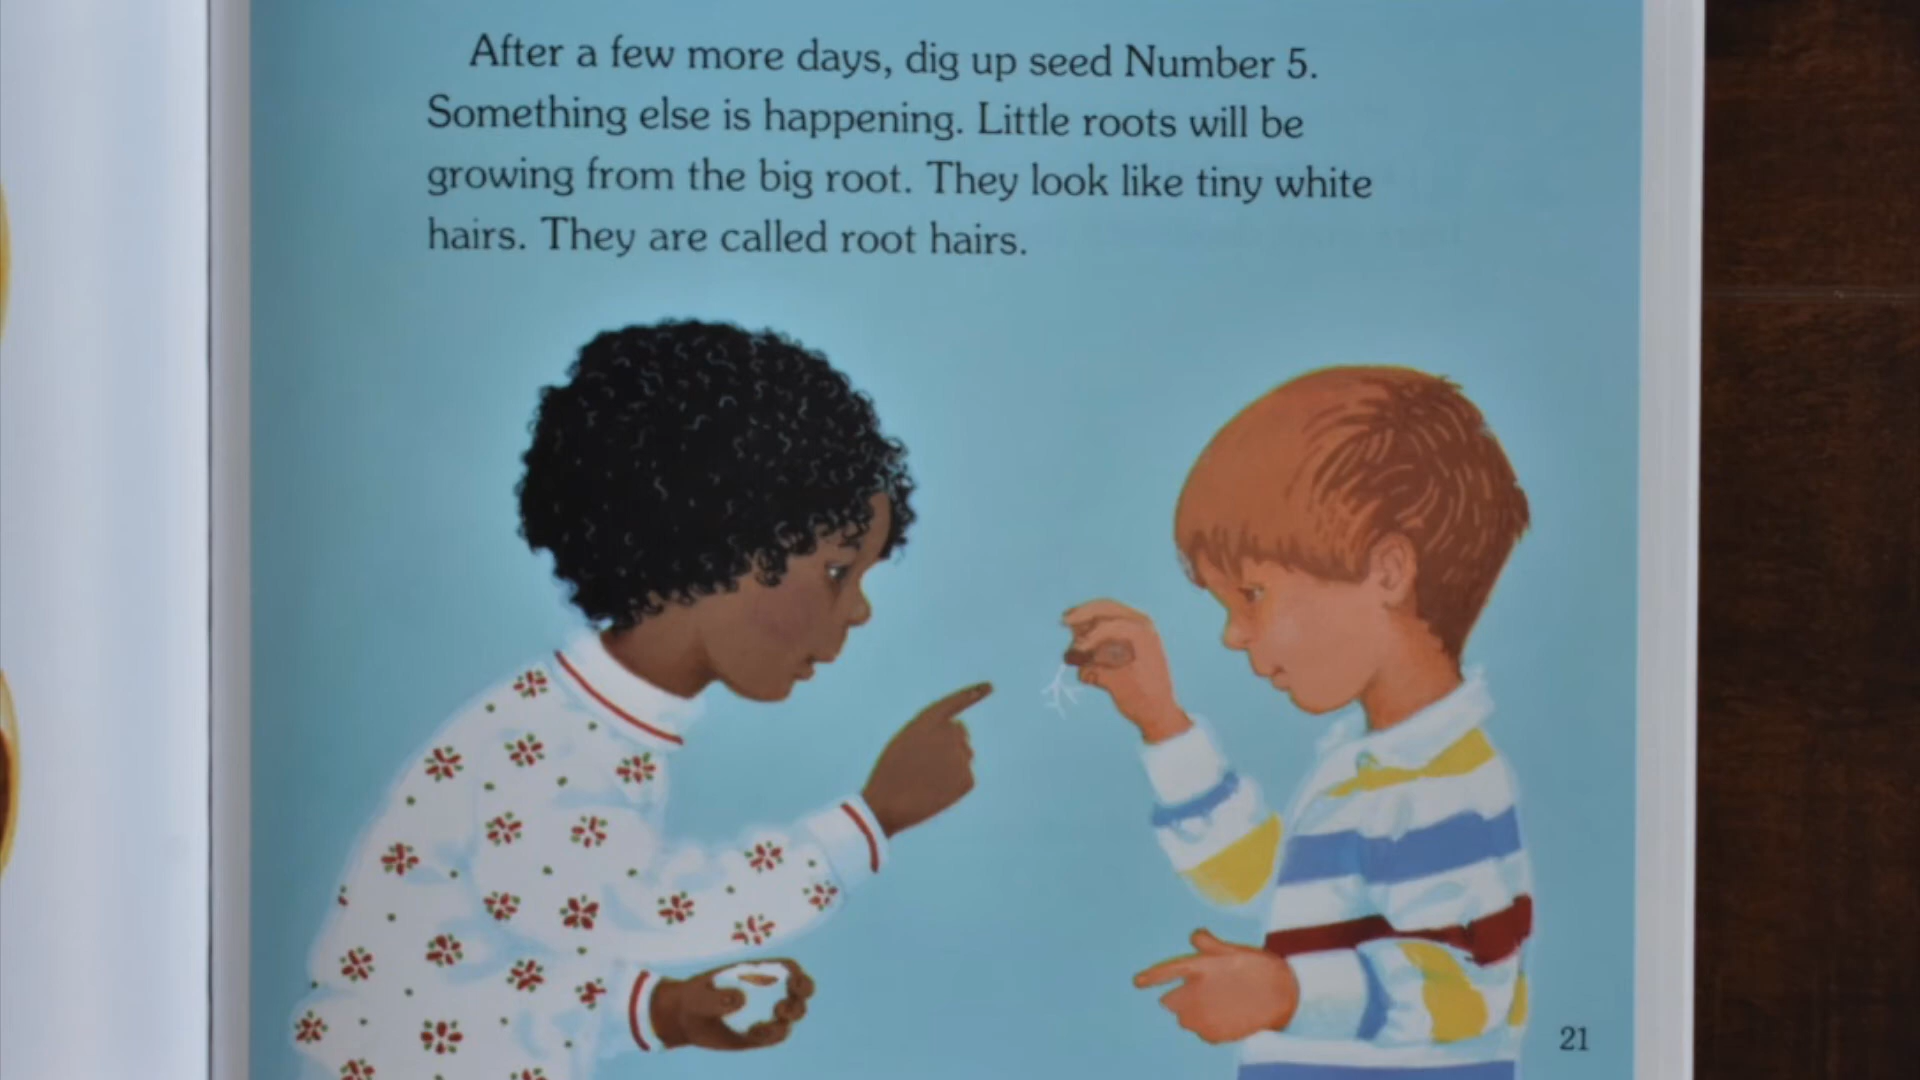 After a few more days, dig up seed Number 5.
Something else is happening. Little roots will be
growing from the big root. They look like tiny white
hairs. They are called root hairs.
21